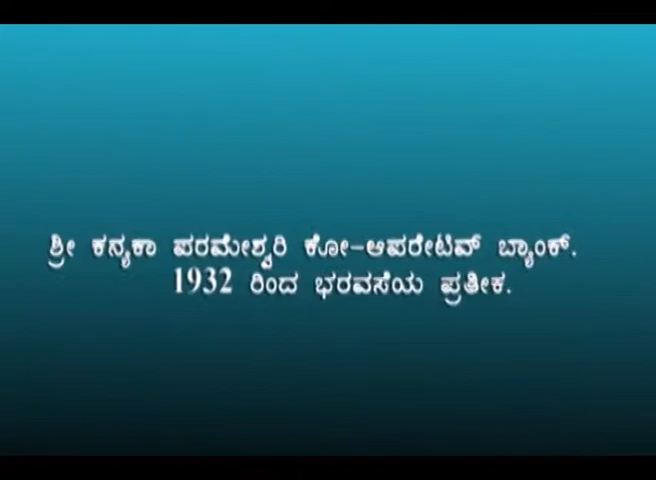 ಶ್ರೀ ಕನ್ಯಕಾ ಪರಮೇಶ್ವರಿ ಕೋ-ಆಪರೇಟಿವ್ ಬ್ಯಾಂಕ್.
1932 ರಿಂದ ಭರವಸೆಯ ಪ್ರತೀಕ.